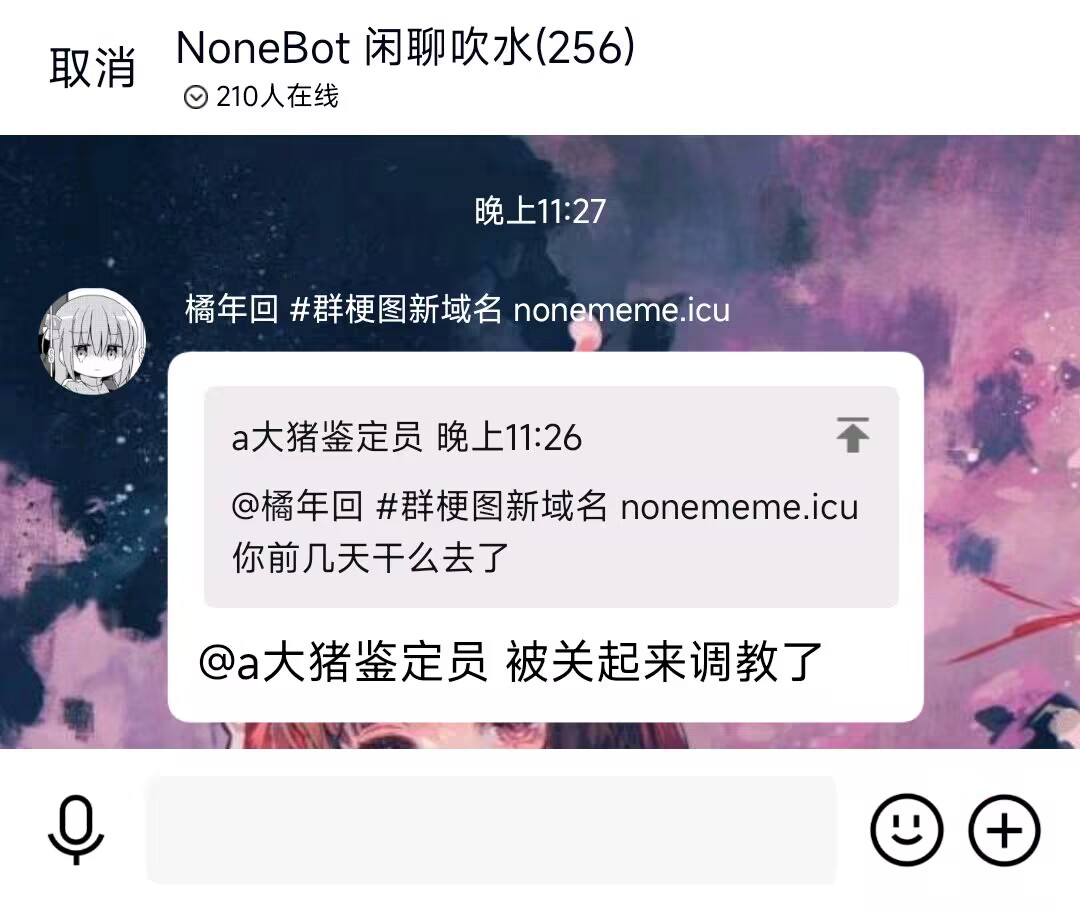 取消
NoneBot 闲聊吹水(256)
210人在线
晚上11:27
橘年回 #群梗图新域名 nonememe.icu
a大猪鉴定员 晚上11:26
@橘年回 #群梗图新域名 nonememe.icu
你前几天干么去了
@a大猪鉴定员 被关起来调教了